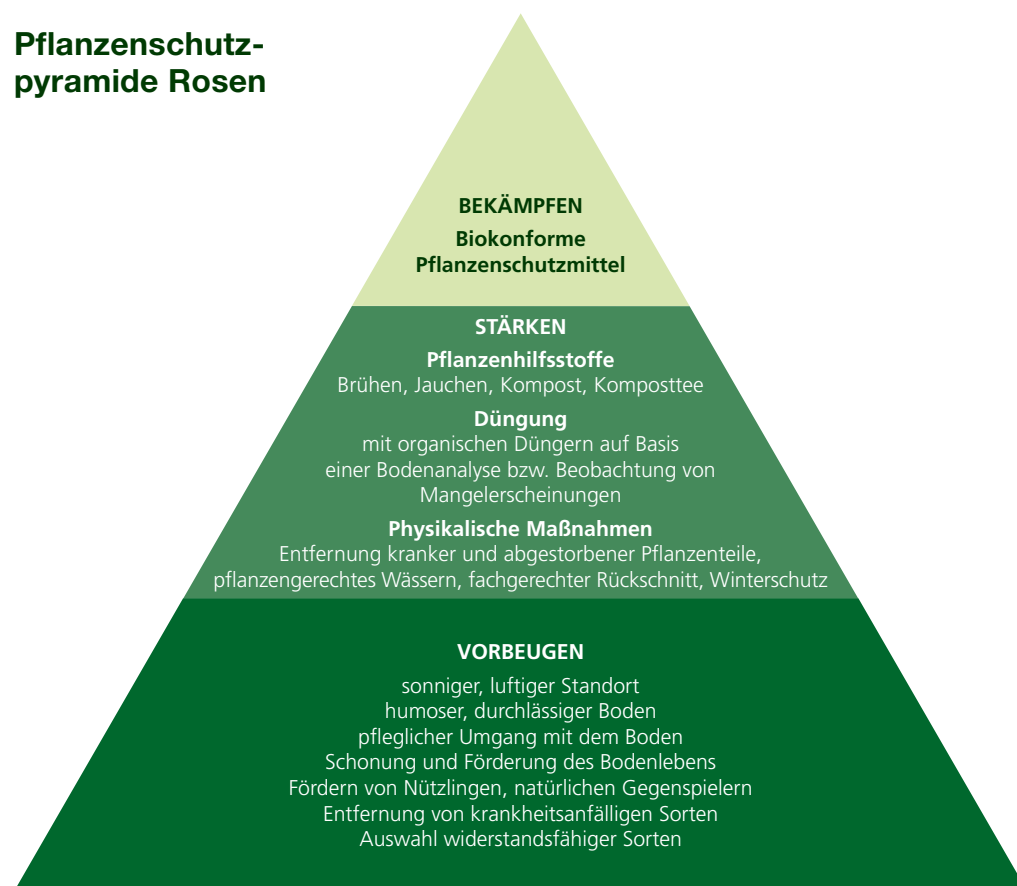 Pflanzenschutz-
pyramide Rosen
BEKÄMPFEN
Biokonforme
Pflanzenschutzmittel
STÄRKEN
Pflanzenhilfsstoffe
Brühen, Jauchen, Kompost, Komposttee
Düngung
mit organischen Düngern auf Basis
einer Bodenanalyse bzw. Beobachtung von
Mangelerscheinungen
Physikalische Maßnahmen
Entfernung kranker und abgestorbener Pflanzenteile,
pflanzengerechtes Wässern, fachgerechter Rückschnitt, Winterschutz
VORBEUGEN
sonniger, luftiger Standort
humoser, durchlässiger Boden
pfleglicher Umgang mit dem Boden
Schonung und Förderung des Bodenlebens
Fördern von Nützlingen, natürlichen Gegenspielern
Entfernung von krankheitsanfälligen Sorten
Auswahl widerstandsfähiger Sorten